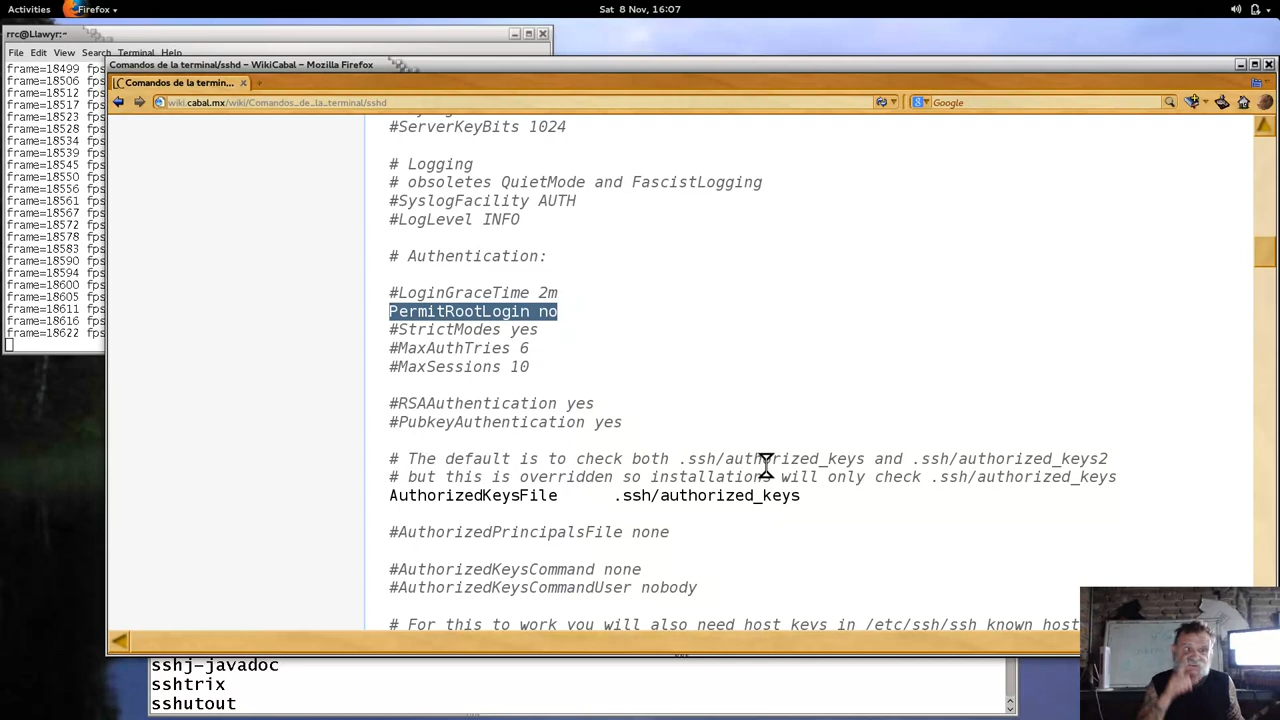 Activities Firefox Sat 8 Nov, 16:07
rrc@Llawyr:~
File Edit View Search Terminal Help
frame=18499 fps
frame=18506 fps
frame=18512 fps
frame=18517 fps
frame=18523 fps
frame=18528 fps
frame=18534 fps
frame=18539 fps
frame=18545 fps
frame=18550 fps
frame=18556 fps
frame=18561 fps
frame=18567 fps
frame=18572 fps
frame=18578 fps
frame=18583 fps
frame=18590 fps
frame=18594 fps
frame=18600 fps
frame=18605 fps
frame=18611 fps
frame=18616 fps
frame=18622 fps
Comandos de la terminal/sshd – WikiCabal – Mozilla Firefox
Comandos de la termin...
wiki.cabal.mx/wiki/Comandos_de_la_terminal/sshd
Google
#ServerKeyBits 1024
# Logging
# obsoletes QuietMode and FascistLogging
#SyslogFacility AUTH
#LogLevel INFO
# Authentication:
#LoginGraceTime 2m
PermitRootLogin no
#StrictModes yes
#MaxAuthTries 6
#MaxSessions 10
#RSAAuthentication yes
#PubkeyAuthentication yes
# The default is to check both .ssh/authorized_keys and .ssh/authorized_keys2
# but this is overridden so installations will only check .ssh/authorized_keys
AuthorizedKeysFile .ssh/authorized_keys
#AuthorizedPrincipalsFile none
#AuthorizedKeysCommand none
#AuthorizedKeysCommandUser nobody
# For this to work you will also need host keys in /etc/ssh/ssh_known_host
sshj-javadoc
sshtrix
sshutout